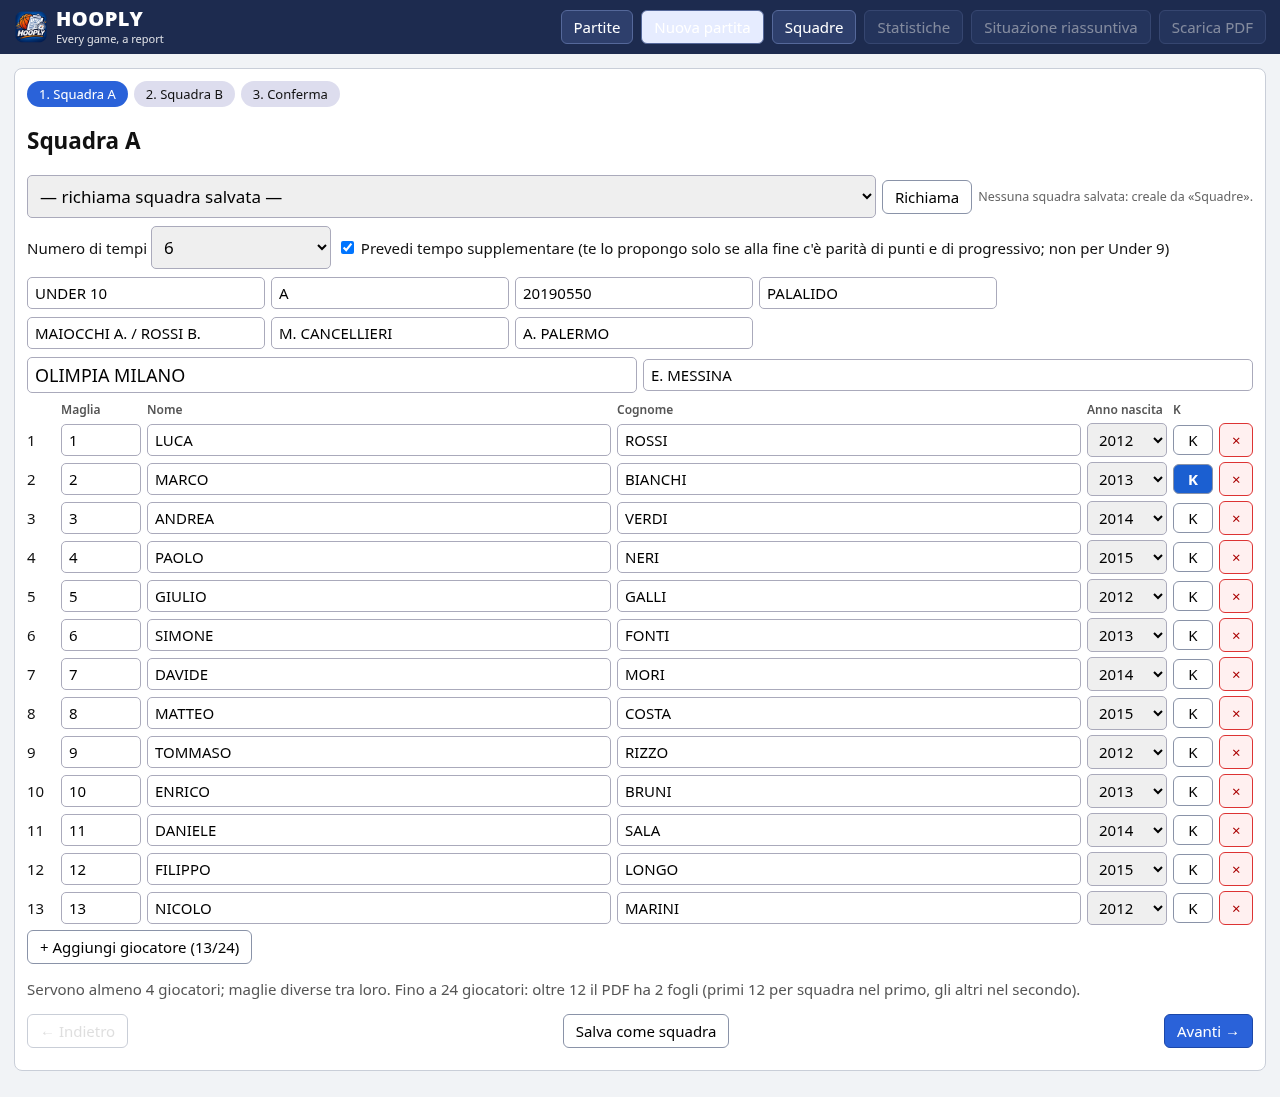 HOOPLY
HOOPLY
Every game, a report
Partite
Nuova partita
Squadre
Statistiche
Situazione riassuntiva
Scarica PDF
1. Squadra A
2. Squadra B
3. Conferma
Squadra A
— richiama squadra salvata —
Richiama
Nessuna squadra salvata: creale da «Squadre».
Numero di tempi 6
Prevedi tempo supplementare (te lo propongo solo se alla fine c'è parità di punti e di progressivo; non per Under 9)
UNDER 10 A 20190550 PALALIDO
MAIOCCHI A. / ROSSI B. M. CANCELLIERI A. PALERMO
OLIMPIA MILANO E. MESSINA
Maglia Nome Cognome Anno nascita K
1 1 LUCA ROSSI 2012 K ×
2 2 MARCO BIANCHI 2013 K ×
3 3 ANDREA VERDI 2014 K ×
4 4 PAOLO NERI 2015 K ×
5 5 GIULIO GALLI 2012 K ×
6 6 SIMONE FONTI 2013 K ×
7 7 DAVIDE MORI 2014 K ×
8 8 MATTEO COSTA 2015 K ×
9 9 TOMMASO RIZZO 2012 K ×
10 10 ENRICO BRUNI 2013 K ×
11 11 DANIELE SALA 2014 K ×
12 12 FILIPPO LONGO 2015 K ×
13 13 NICOLO MARINI 2012 K ×
+ Aggiungi giocatore (13/24)
Servono almeno 4 giocatori; maglie diverse tra loro. Fino a 24 giocatori: oltre 12 il PDF ha 2 fogli (primi 12 per squadra nel primo, gli altri nel secondo).
← Indietro
Salva come squadra
Avanti →